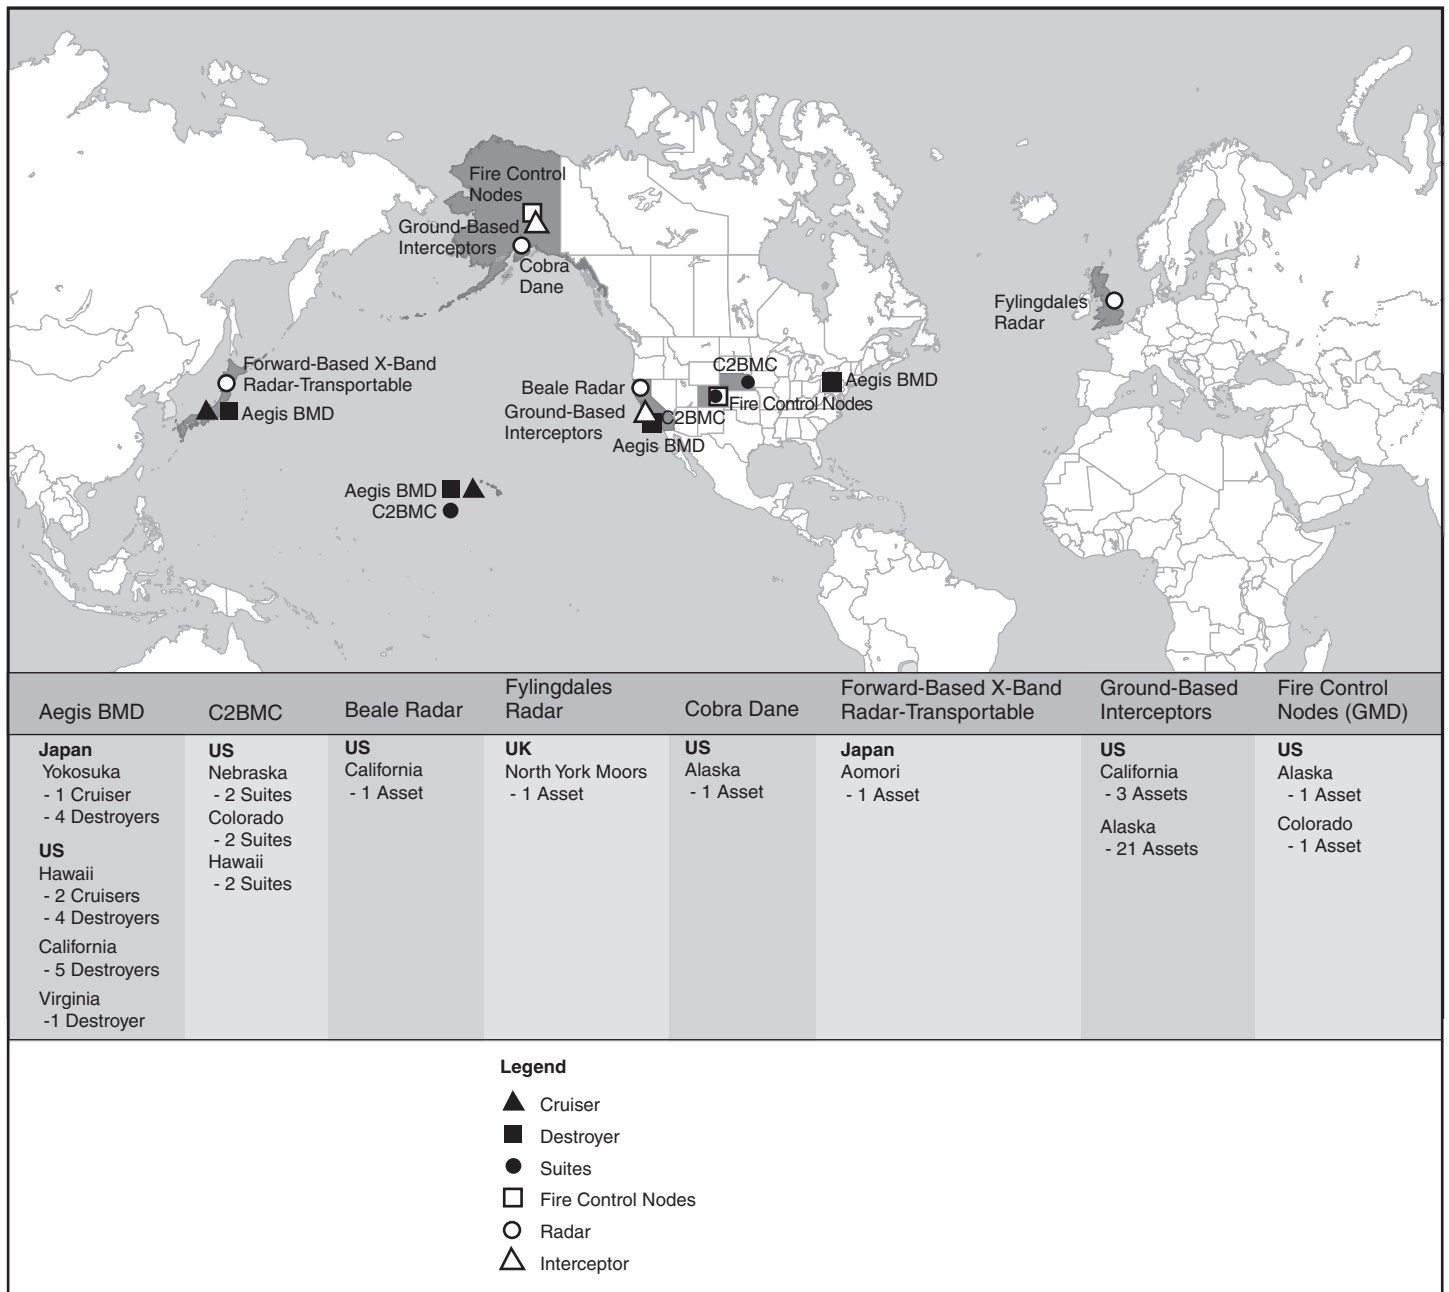 Fire Control
Nodes
Ground-Based
Interceptors
Cobra
Dane
Fylingdales
Radar
Forward-Based X-Band
Radar-Transportable
Aegis BMD
C2BMC
Aegis BMD
Beale Radar
Fire Control Nodes
Ground-Based
Interceptors
C2BMC
Aegis BMD
Aegis BMD
C2BMC
Aegis BMD
C2BMC
Beale Radar
Fylingdales
Radar
Cobra Dane
Forward-Based X-Band
Radar-Transportable
Ground-Based
Interceptors
Fire Control
Nodes (GMD)
Japan
Yokosuka
- 1 Cruiser
- 4 Destroyers
US
Hawaii
- 2 Cruisers
- 4 Destroyers
California
- 5 Destroyers
Virginia
-1 Destroyer
US
Nebraska
- 2 Suites
Colorado
- 2 Suites
Hawaii
- 2 Suites
US
California
- 1 Asset
UK
North York Moors
- 1 Asset
US
Alaska
- 1 Asset
Japan
Aomori
- 1 Asset
US
California
- 3 Assets
Alaska
- 21 Assets
US
Alaska
- 1 Asset
Colorado
- 1 Asset
Legend
Cruiser
Destroyer
Suites
Fire Control Nodes
Radar
Interceptor